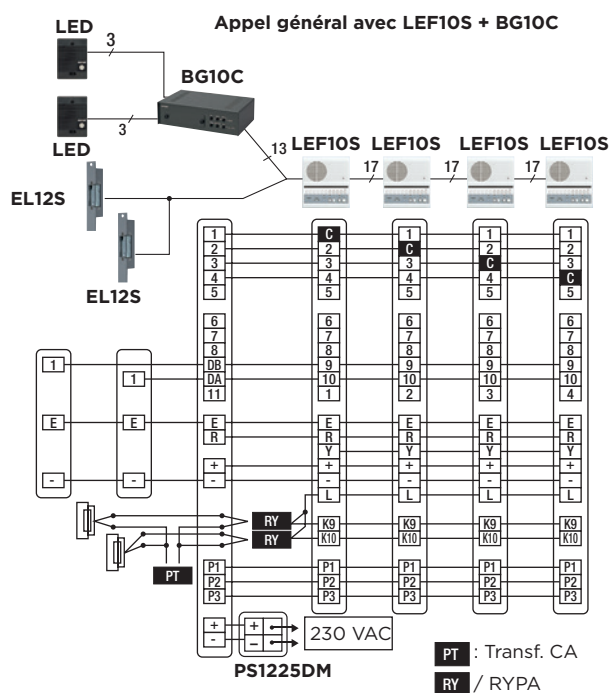 Appel général avec LEF10S + BG10C
LED
3
BG10C
LED
3
13
LEF10S LEF10S LEF10S LEF10S
17 17 17
EL12S
EL12S
1 C 1 1 1
2 2 C 2 2
3 3 3 C 3
4 4 4 4 C
5 5 5 5 5
6 6 6 6 6
7 7 7 7 7
8 8 8 8 8
1 DB 9 9 9 9
1 DA 10 10 10 10
11 1 2 3 4
E E E E E E E
R R R R R
Y Y Y Y
+ + + + +
- - - - - - -
L L L L
RY K9 K9 K9 K9
RY K10 K10 K10 K10
PT
P1 P1 P1 P1 P1
P2 P2 P2 P2 P2
P3 P3 P3 P3 P3
+ + 230 VAC
- –
PS1225DM
PT : Transf. CA
RY / RYPA